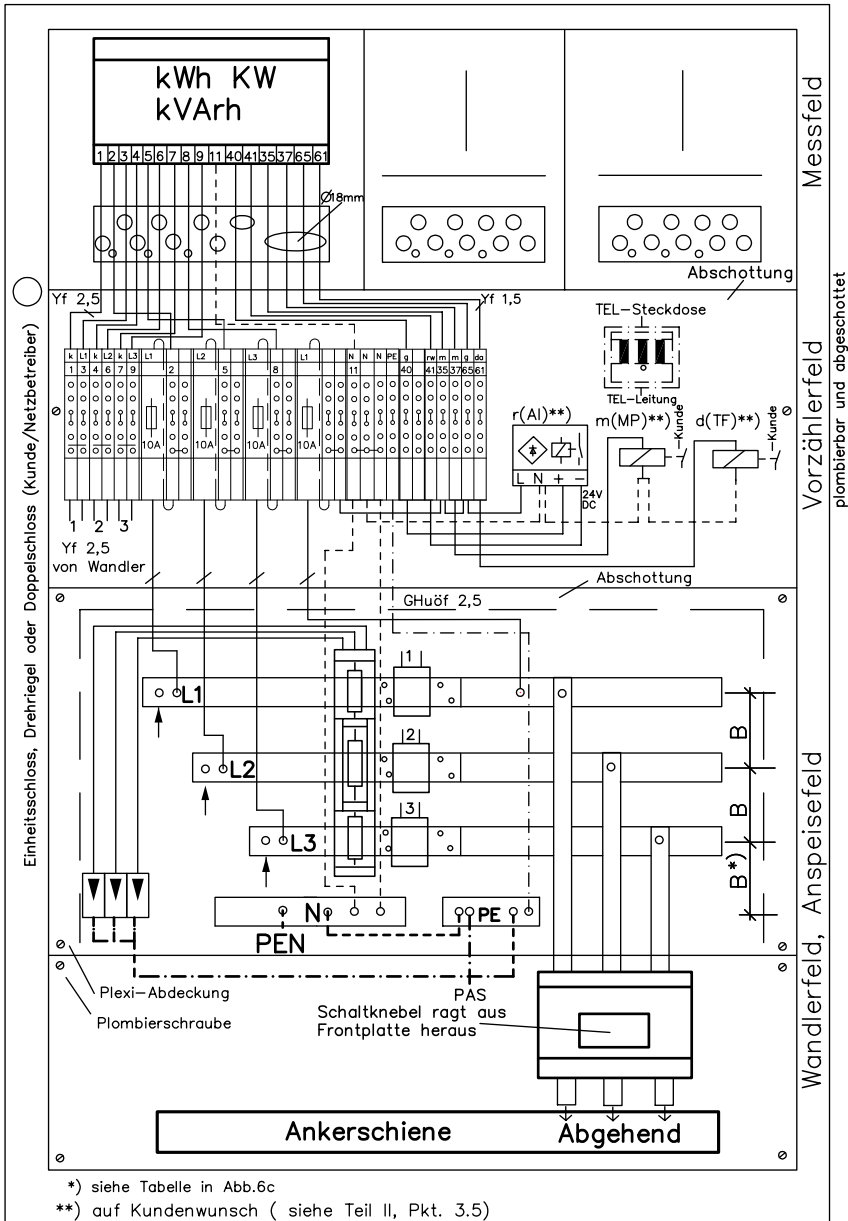 kWh KW
kVArh
1 2 3 4 5 6 7 8 9 11 40 41 35 37 65 61
Ø18mm
Messfeld
Abschottung
Yf 2,5
Yf 1,5
TEL-Steckdose
TEL-Leitung
k L1 k L2 k L3 L1 L2 L3 L1 N N N PE g rw m m g da
1 3 4 6 7 9 2 5 8 11 40 41 35 37 65 61
10A 10A 10A 10A
r(AI)**) m(MP)**) d(TF)**)
Kunde
Kunde
L N + -
24V
DC
1 2 3
Yf 2,5
von Wandler
Vorzählerfeld
plombierbar und abgeschottet
Einheitsschloss, Drehriegel oder Doppelschloss (Kunde/Netzbetreiber)
Abschottung
GHuöf 2,5
1
L1
2
L2
3
L3
B
B
B*)
N
PE
PEN
Plexi-Abdeckung
Plombierschraube
PAS
Schaltknebel ragt aus
Frontplatte heraus
Wandlerfeld, Anspeisefeld
Ankerschiene Abgehend
*) siehe Tabelle in Abb.6c
**) auf Kundenwunsch ( siehe Teil II, Pkt. 3.5)